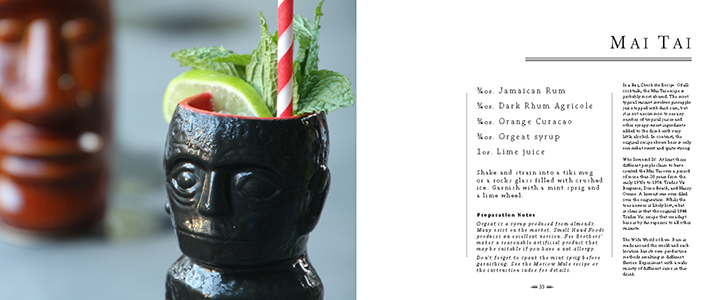 MAI TAI
¾oz. Jamaican Rum
¾oz. Dark Rhum Agricole
¾oz. Orange Curacao
¾oz. Orgeat syrup
1oz. Lime juice
Shake and strain into a tiki mug
or a rocks glass filled with crushed
ice. Garnish with a mint sprig and
a lime wheel.
Preparation Notes
Orgeat is a syrup produced from almonds.
Many exist on the market. Small Hand Foods
produces an excellent version. Fee Brothers'
makes a reasonable artificial product that
may be suitable if you have a nut allergy.
Don't forget to spank the mint sprig before
garnishing. See the Moscow Mule recipe or
the instruction index for details.
In a Bar, Check the Recipe Of all
cocktails, the Mai Tai recipe is
probably most abused. The most
typical variant involves pineapple
juice topped with dark rum, but
it is not uncommon to see any
number of tropical juices and
other syrupy sweet ingredients
added to the drink with very
little alcohol. In contrast, the
original recipe shown here is only
somewhat sweet and quite strong.
Who Invented It? At least three
different people claim to have
created the Mai Tai over a period
of more than 20 years from the
early 1930s to 1954: Trader Vic
Bergeron, Donn Beach, and Harry
Owens. A lawsuit was even filed
over the origination. While the
true answer is likely lost, what
is clear is that the original 1944
Trader Vic recipe that we adapt
here is by far superior to all other
variants.
The Wide World of Rum Rum is
made around the world and each
location has its own production
methods resulting in different
flavors. Experiment with a wide
variety of different rums in this
drink.
33